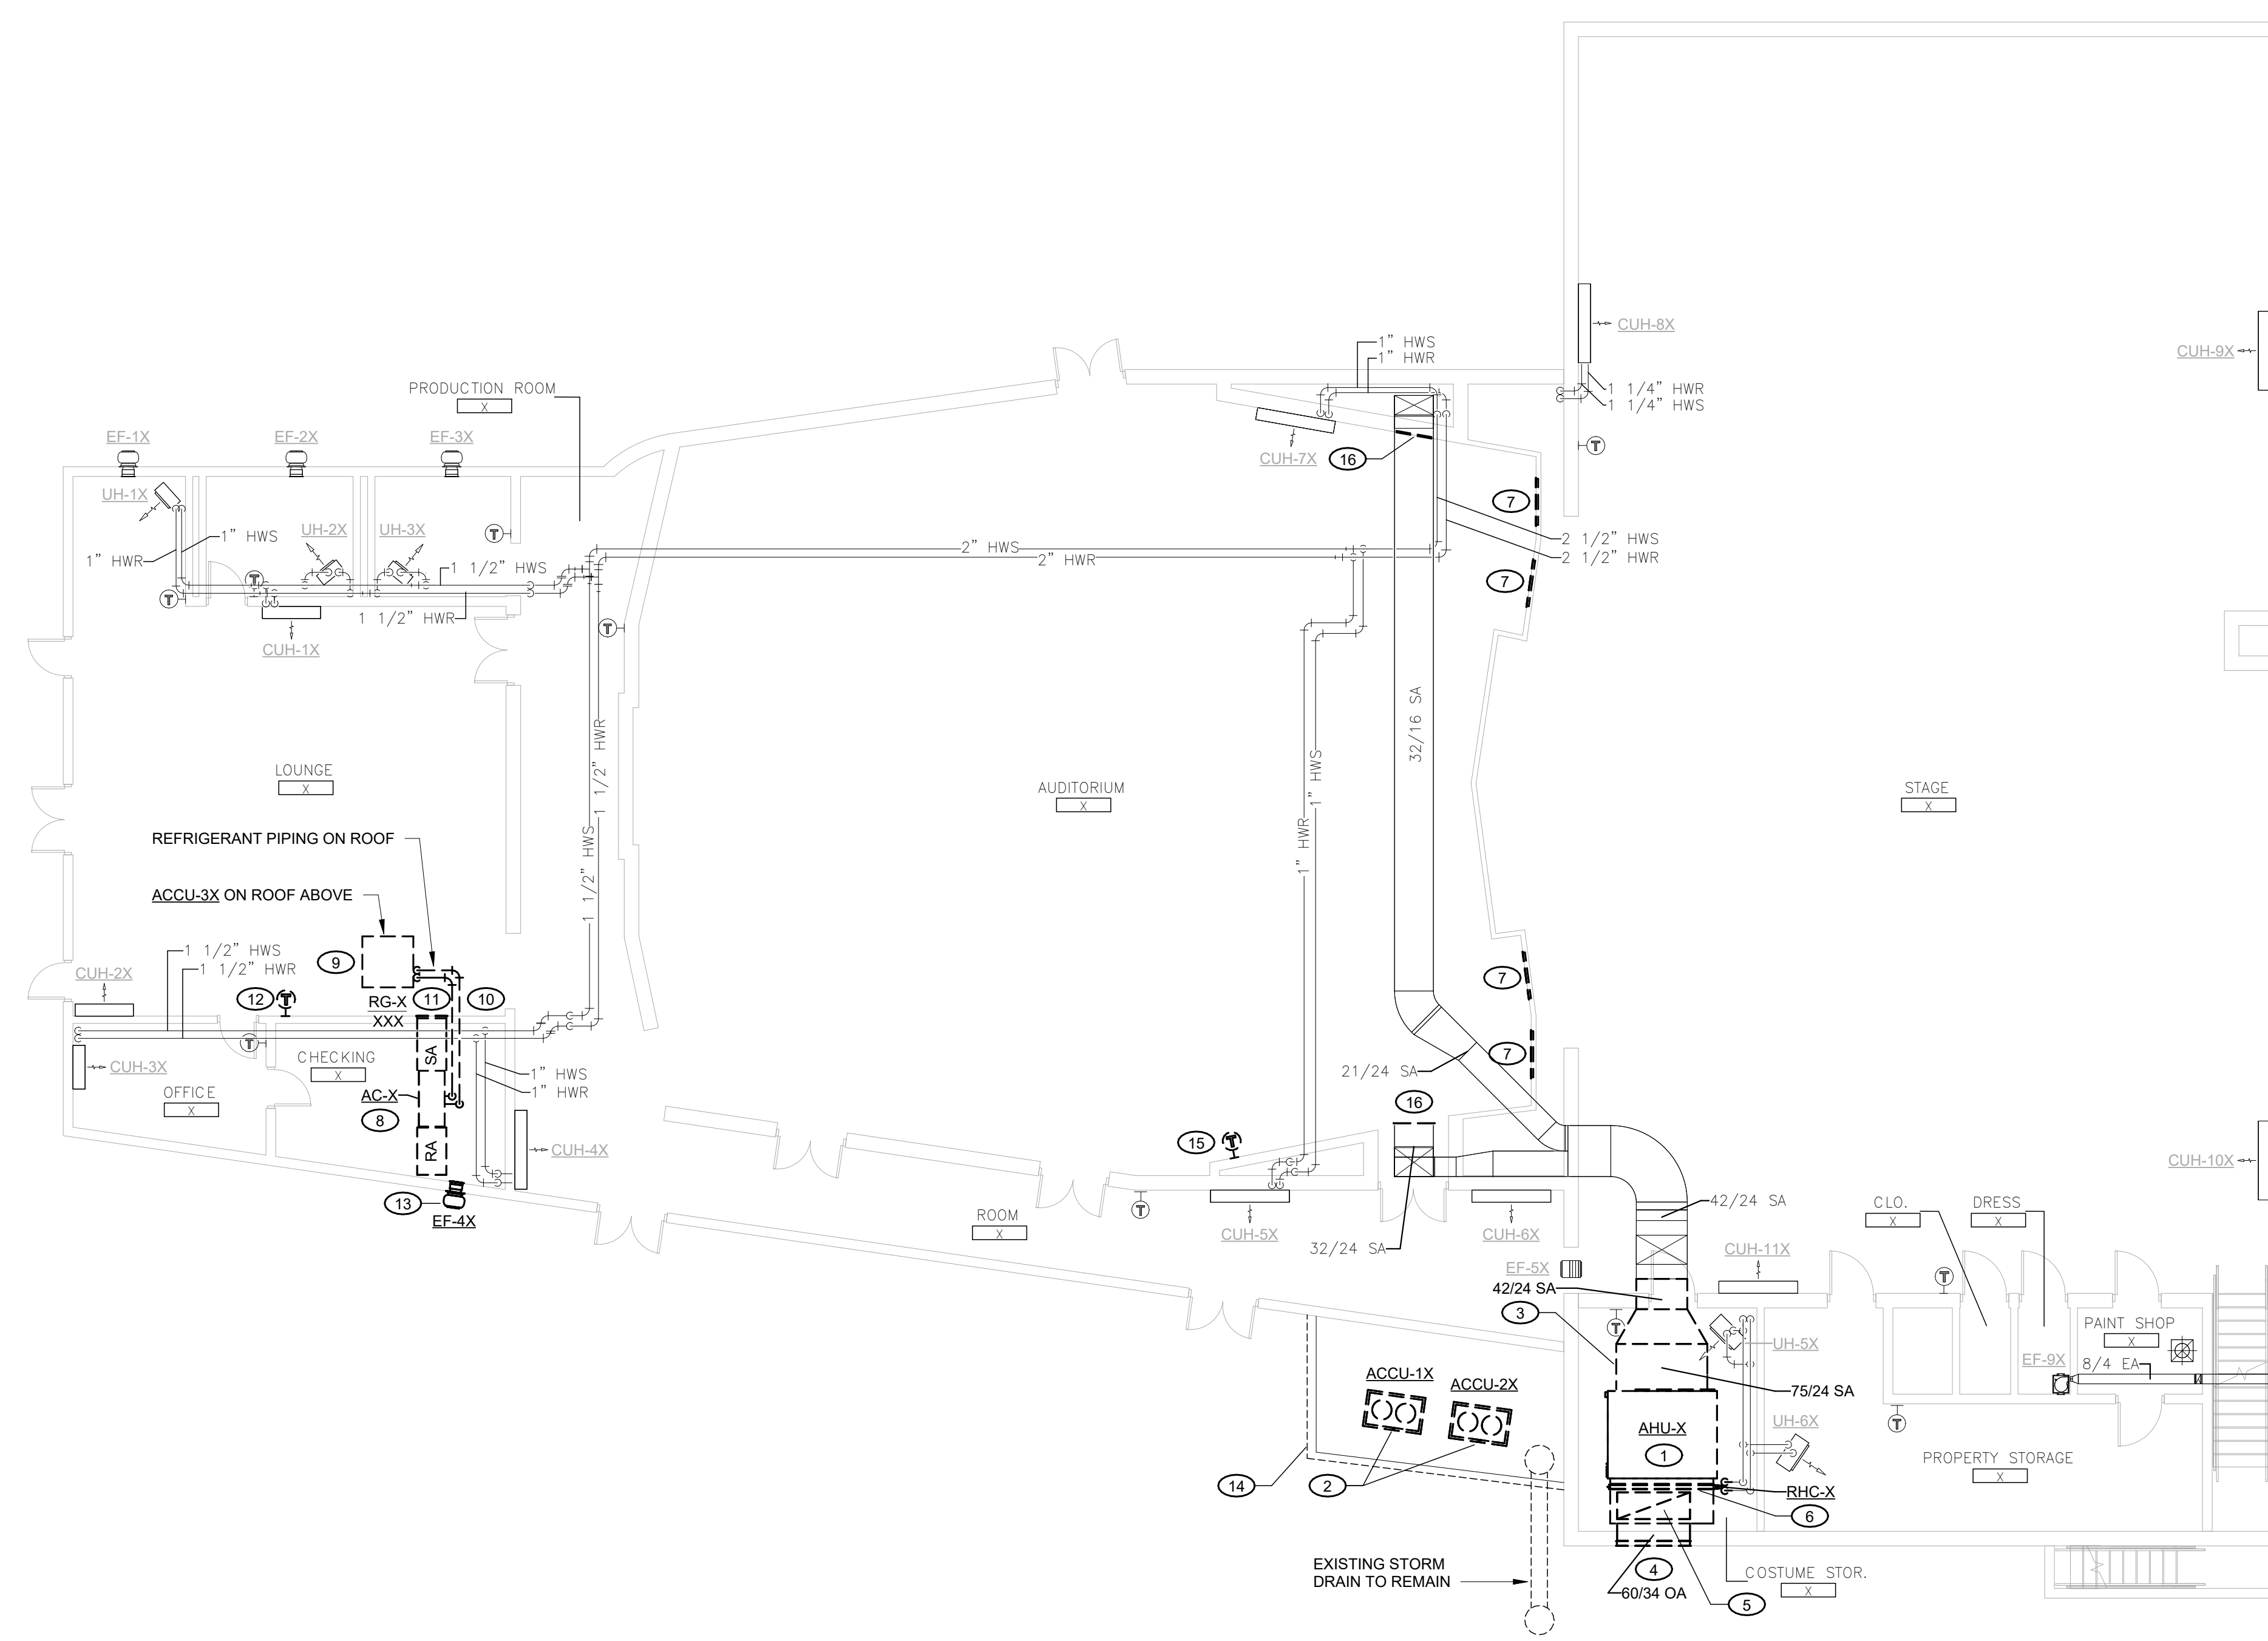 1" HWS
1" HWR
CUH-8X
CUH-9X
1 1/4" HWR
1 1/4" HWS
PRODUCTION ROOM
X
EF-1X
EF-2X
EF-3X
T
CUH-7X
16
UH-1X
UH-2X
UH-3X
7
T
1" HWS
1" HWR
2" HWS
2" HWR
2 1/2" HWS
2 1/2" HWR
1 1/2" HWS
T
T
7
1 1/2" HWR
T
CUH-1X
32/16 SA
1 1/2" HWR
1" HWS
LOUNGE
X
AUDITORIUM
X
STAGE
X
REFRIGERANT PIPING ON ROOF
1 1/2" HWS
1" HWR
ACCU-3X ON ROOF ABOVE
1 1/2" HWS
1 1/2" HWR
9
CUH-2X
12
T
RG-X
XXX
11
10
7
T
SA
7
CHECKING
X
CUH-3X
OFFICE
X
1" HWS
1" HWR
21/24 SA
AC-X
8
16
RA
CUH-4X
15
T
CUH-10X
13
EF-4X
T
42/24 SA
CLO.
X
DRESS
X
ROOM
X
CUH-5X
CUH-6X
32/24 SA
CUH-11X
EF-5X
42/24 SA
T
3
T
PAINT SHOP
X
UH-5X
EF-9X
8/4 EA
ACCU-1X
ACCU-2X
75/24 SA
AHU-X
1
UH-6X
T
PROPERTY STORAGE
X
14
2
RHC-X
6
EXISTING STORM
DRAIN TO REMAIN
4
60/34 OA
COSTUME STOR.
X
5